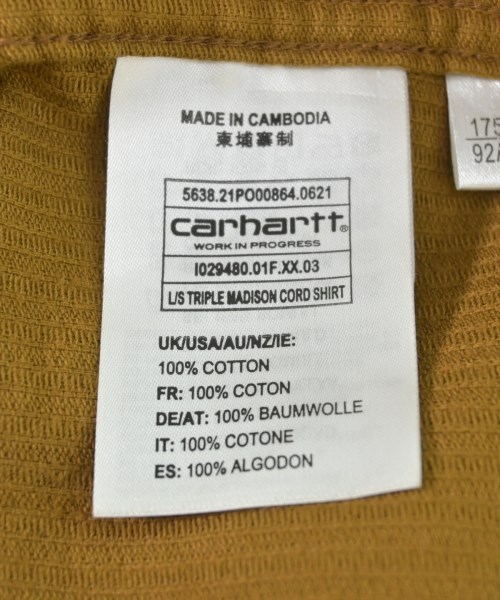 MADE IN CAMBODIA
柬埔寨制
5638.21PO00864.0621
carhartt®
WORK IN PROGRESS
I029480.01F.XX.03
L/S TRIPLE MADISON CORD SHIRT
UK/USA/AU/NZ/IE:
100% COTTON
FR: 100% COTON
DE/AT: 100% BAUMWOLLE
IT: 100% COTONE
ES: 100% ALGODON
175